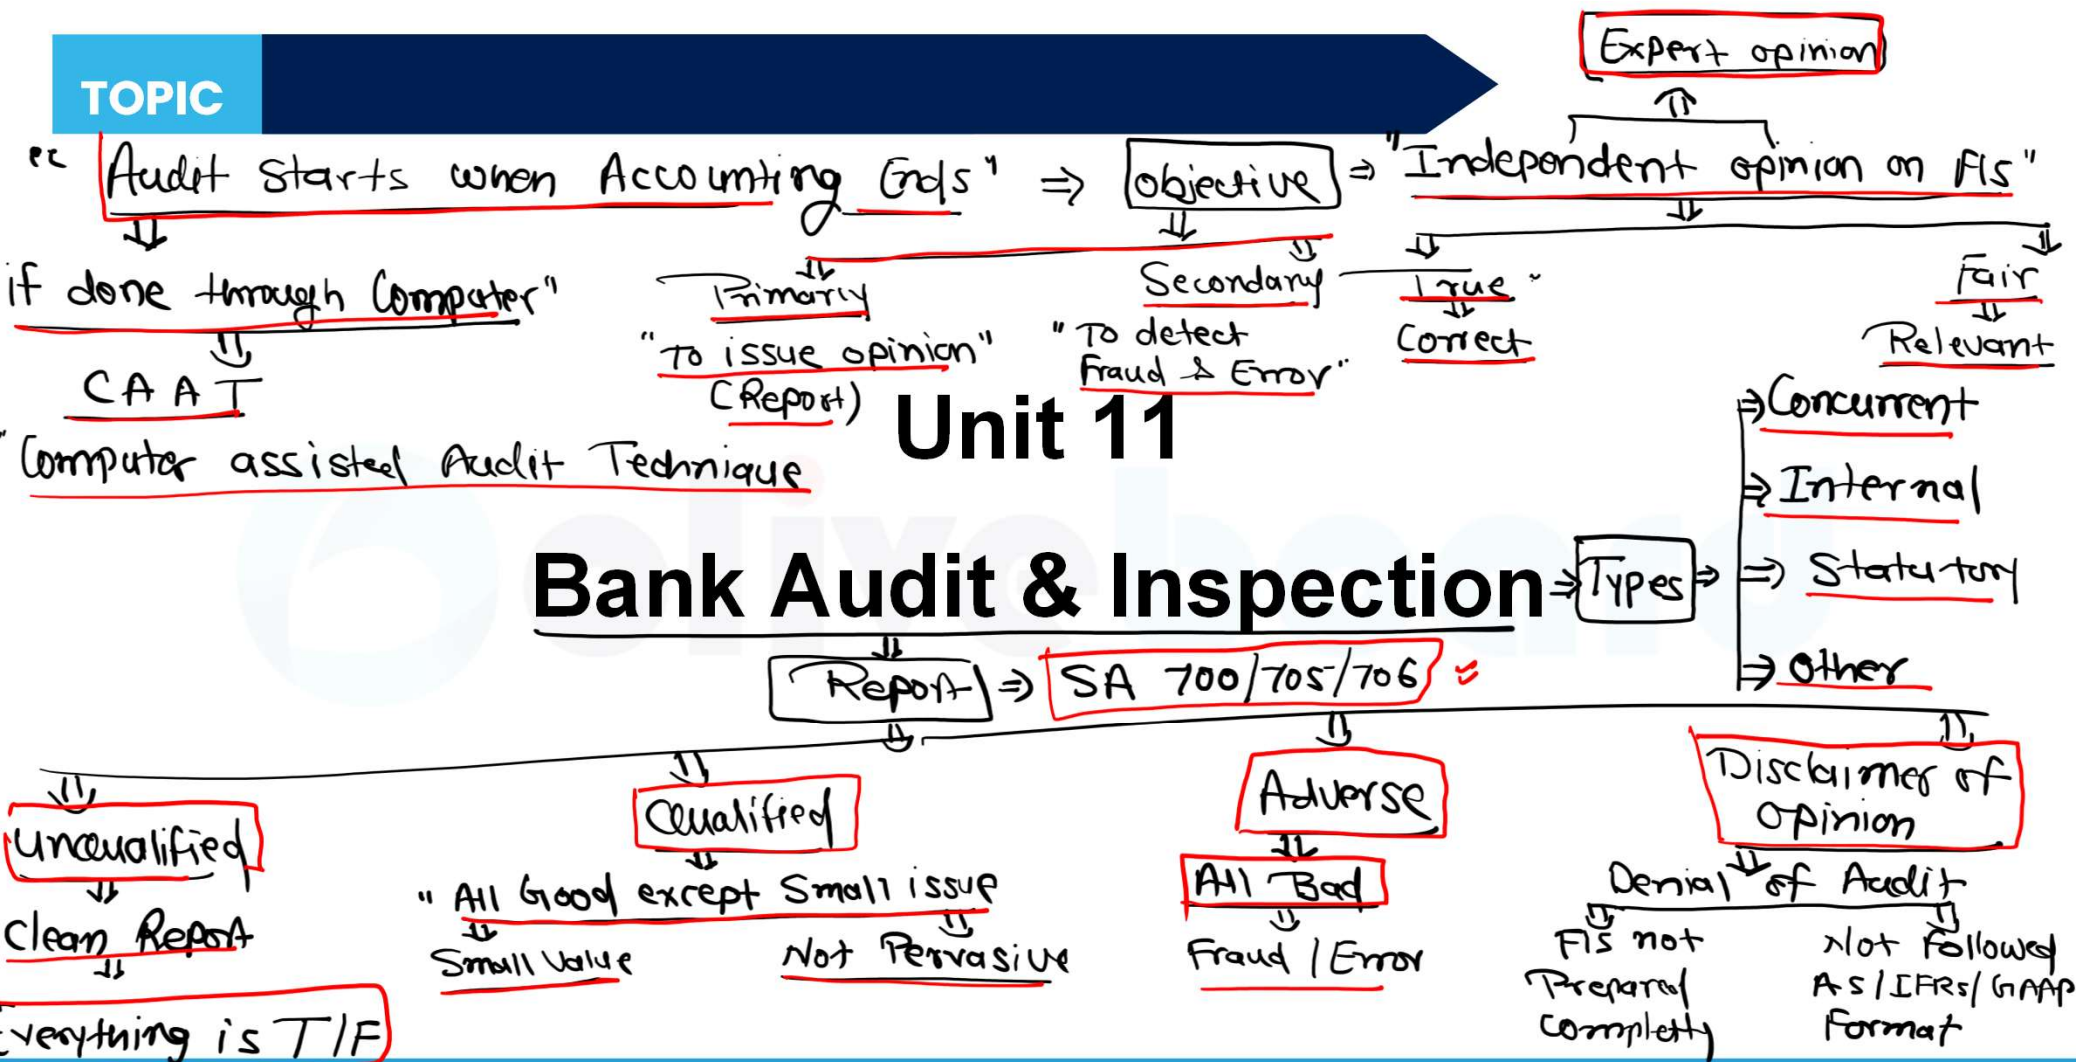 Expert opinion
TOPIC
"Audit Starts when Accounting Ends" ⇒ objective ⇒ "Independent opinion on F/s"
if done through Computer"
Primary
Secondary
True
Fair
"To issue opinion"
(Report)
"To detect
Fraud & Error"
Correct
Relevant
CAAT
"Computer assisted Audit Technique
Unit 11
⇒ Concurrent
⇒ Internal
oliveboard
Bank Audit & Inspection ⇒ Types ⇒
⇒ Statutory
⇒ Other
Report ⇒ SA 700/705/706
Unqualified
Qualified
Adverse
Disclaimer of
Opinion
Clean Report
"All Good except Small issue
All Bad
Denial of Audit
Small Value
Not Pervasive
Fraud / Error
F/s not
Prepared
Completly
Not Followed
AS/IFRs/GAAP
Format
Everything is T/F